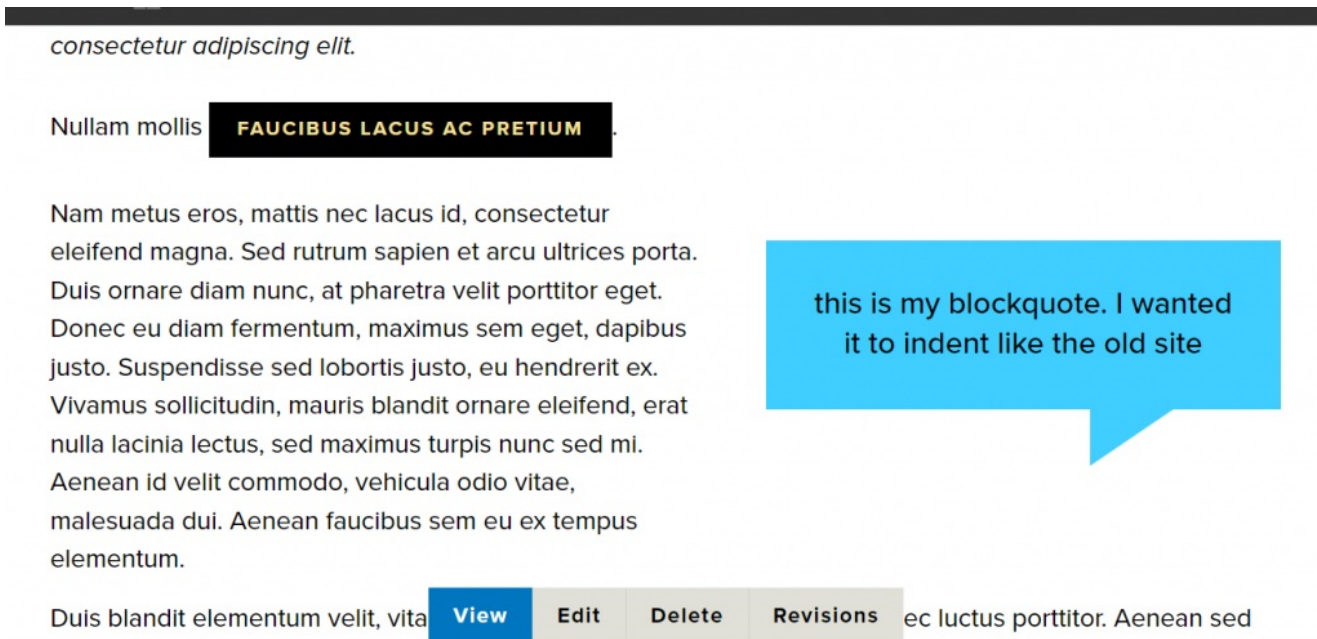 consectetur adipiscing elit.
Nullam mollis FAUCIBUS LACUS AC PRETIUM.
Nam metus eros, mattis nec lacus id, consectetur
eleifend magna. Sed rutrum sapien et arcu ultrices porta.
Duis ornare diam nunc, at pharetra velit porttitor eget.
Donec eu diam fermentum, maximus sem eget, dapibus
justo. Suspendisse sed lobortis justo, eu hendrerit ex.
Vivamus sollicitudin, mauris blandit ornare eleifend, erat
nulla lacinia lectus, sed maximus turpis nunc sed mi.
Aenean id velit commodo, vehicula odio vitae,
malesuada dui. Aenean faucibus sem eu ex tempus
elementum.
this is my blockquote. I wanted
it to indent like the old site
Duis blandit elementum velit, vita View Edit Delete Revisions ec luctus porttitor. Aenean sed